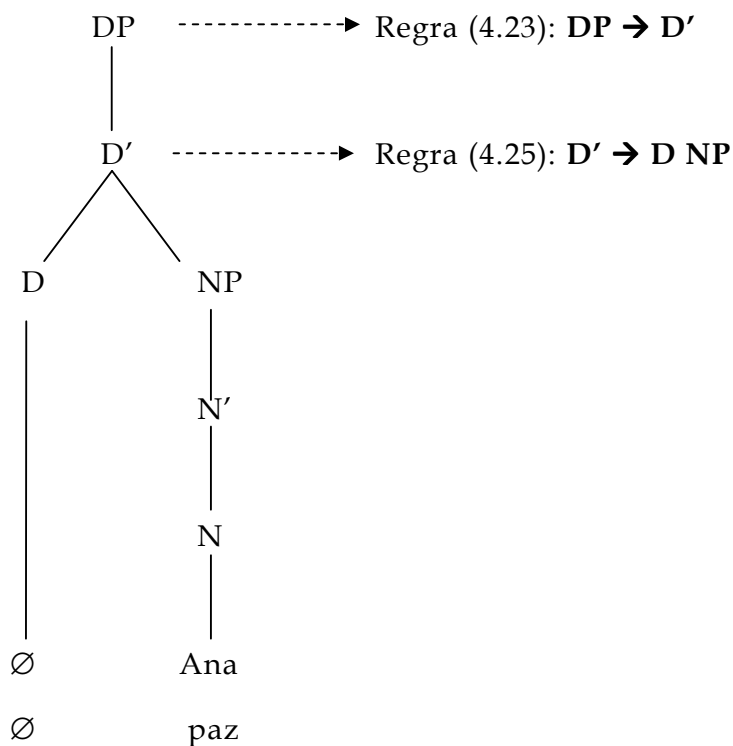 DP Regra (4.23): DP → D’
D’ Regra (4.25): D’ → D NP
D NP
N’
N
∅ Ana
∅ paz